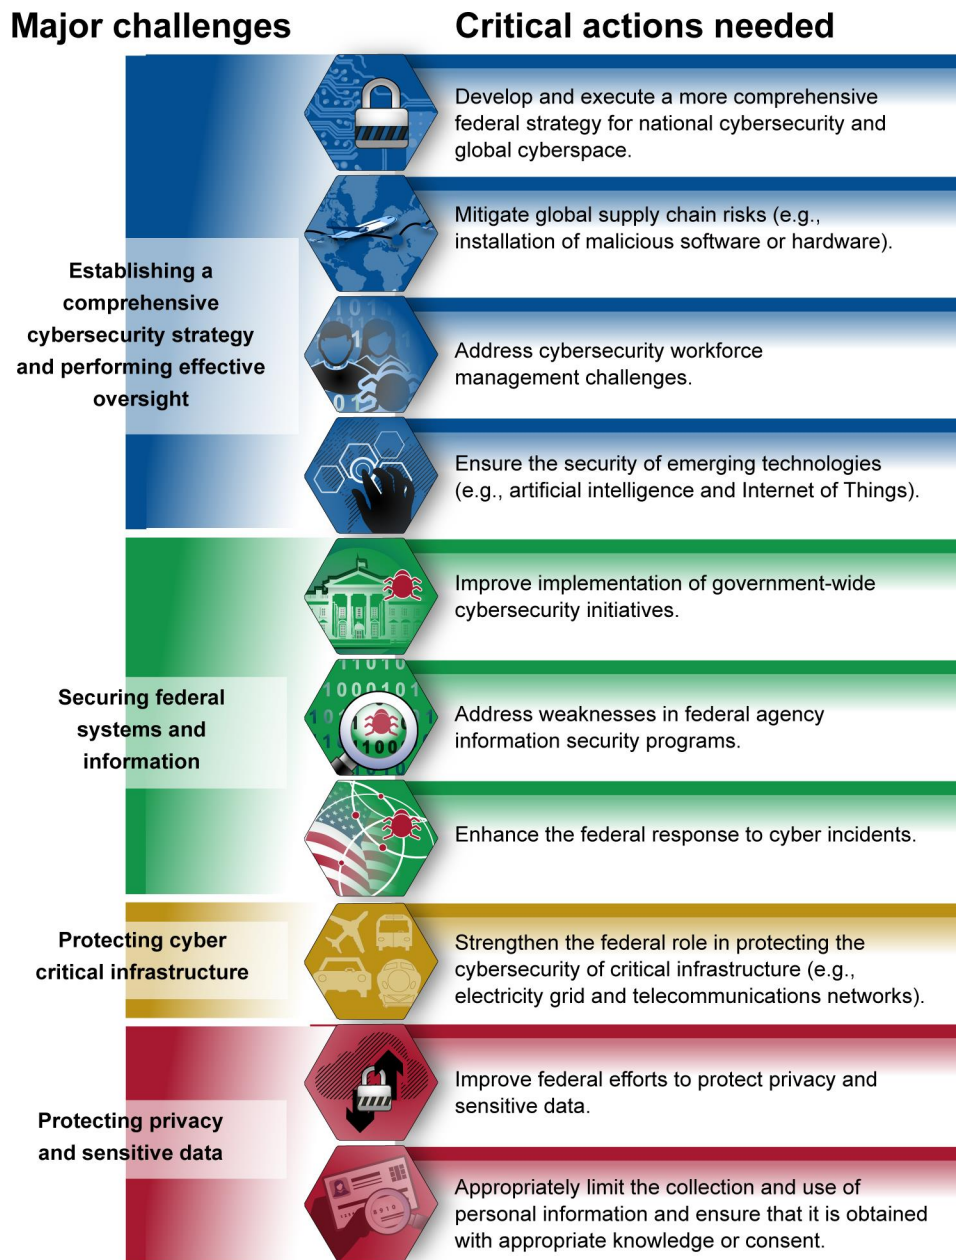 Major challenges
Critical actions needed
Establishing a
comprehensive
cybersecurity strategy
and performing effective
oversight
Develop and execute a more comprehensive
federal strategy for national cybersecurity and
global cyberspace.
Mitigate global supply chain risks (e.g.,
installation of malicious software or hardware).
Address cybersecurity workforce
management challenges.
Ensure the security of emerging technologies
(e.g., artificial intelligence and Internet of Things).
Securing federal
systems and
information
Improve implementation of government-wide
cybersecurity initiatives.
Address weaknesses in federal agency
information security programs.
Enhance the federal response to cyber incidents.
Protecting cyber
critical infrastructure
Strengthen the federal role in protecting the
cybersecurity of critical infrastructure (e.g.,
electricity grid and telecommunications networks).
Protecting privacy
and sensitive data
Improve federal efforts to protect privacy and
sensitive data.
Appropriately limit the collection and use of
personal information and ensure that it is obtained
with appropriate knowledge or consent.